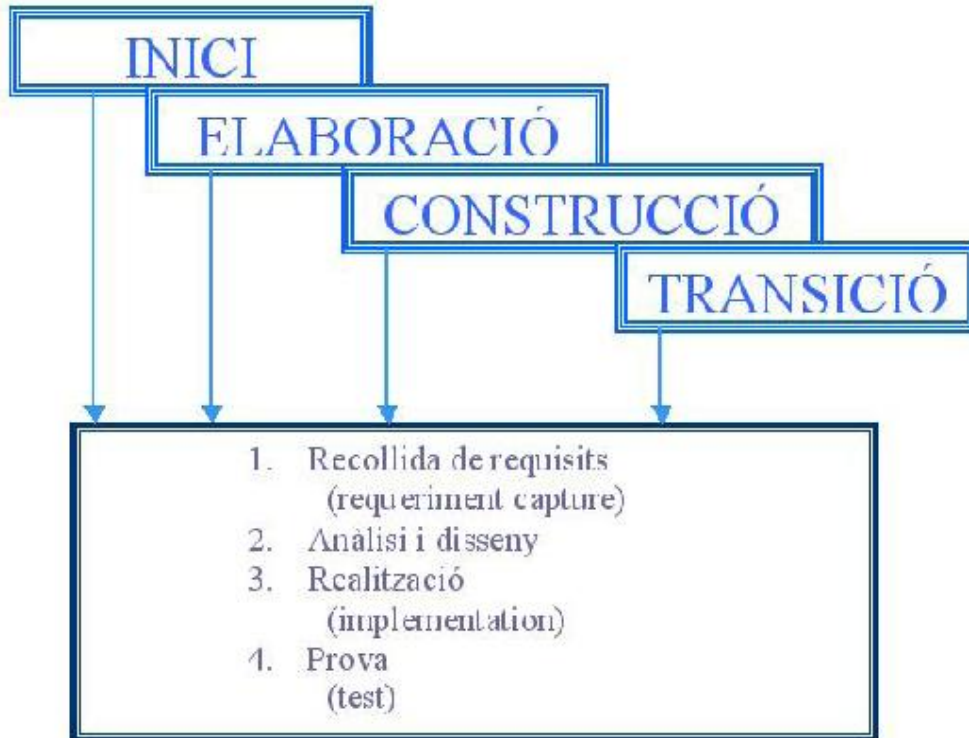 INICI
ELABORACIÓ
CONSTRUCCIÓ
TRANSICIÓ
1. Recollida de requisits
(requeriment capture)
2. Anàlisi i disseny
3. Realització
(implementation)
4. Prova
(test)